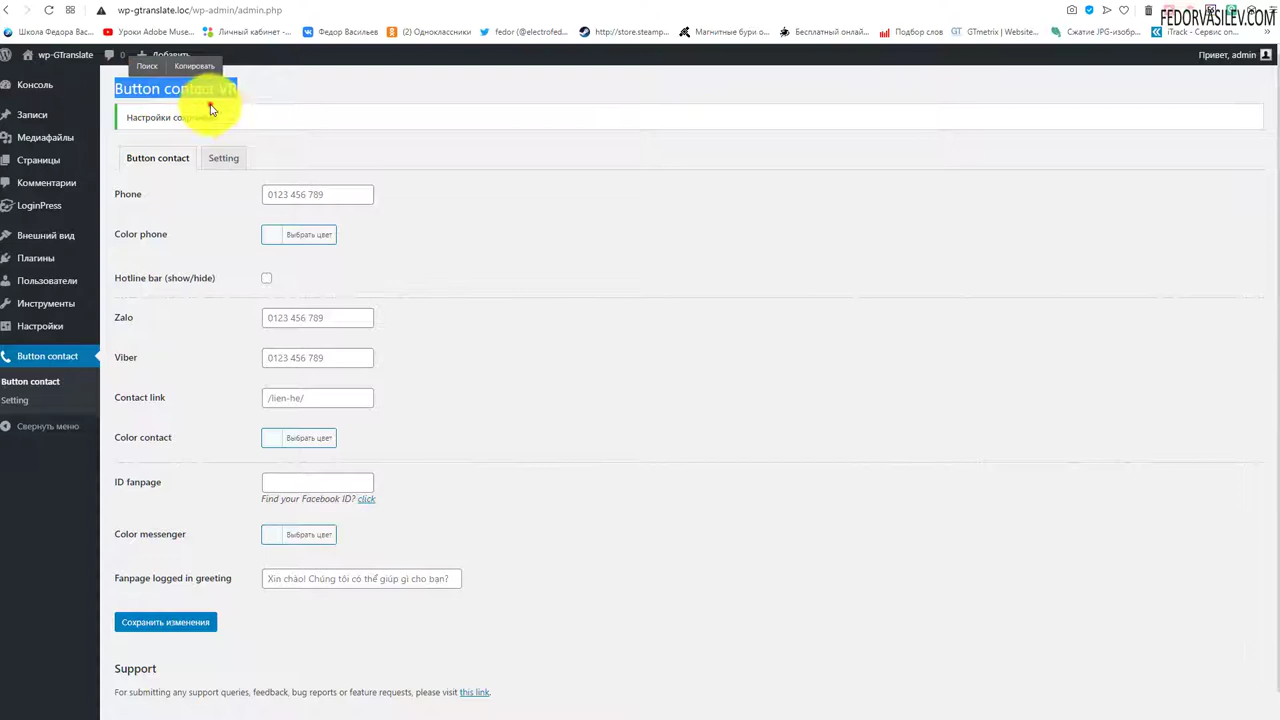 wp-gtranslate.loc/wp-admin/admin.php
FEDORVASILEV.COM
Школа Федора Вас...
Уроки Adobe Muse...
Личный кабинет -...
Федор Васильев
(2) Одноклассники
fedor (@electrofed...
http://store.steamp...
Магнитные бури о...
Бесплатный онлай...
Подбор слов
GTmetrix | Website...
Сжатие JPG-изобр...
iTrack - Сервис оп...
wp-GTranslate
0
Добавить
Привет, admin
Поиск
Копировать
Button contact VR
Настройки
Button contact
Setting
Консоль
Записи
Медиафайлы
Страницы
Комментарии
LoginPress
Внешний вид
Плагины
Пользователи
Инструменты
Настройки
Button contact
Button contact
Setting
Свернуть меню
Phone
0123 456 789
Color phone
Выбрать цвет
Hotline bar (show/hide)
Zalo
0123 456 789
Viber
0123 456 789
Contact link
/lien-he/
Color contact
Выбрать цвет
ID fanpage
Find your Facebook ID? click
Color messenger
Выбрать цвет
Fanpage logged in greeting
Xin chào! Chúng tôi có thể giúp gì cho bạn?
Сохранить изменения
Support
For submitting any support queries, feedback, bug reports or feature requests, please visit this link.